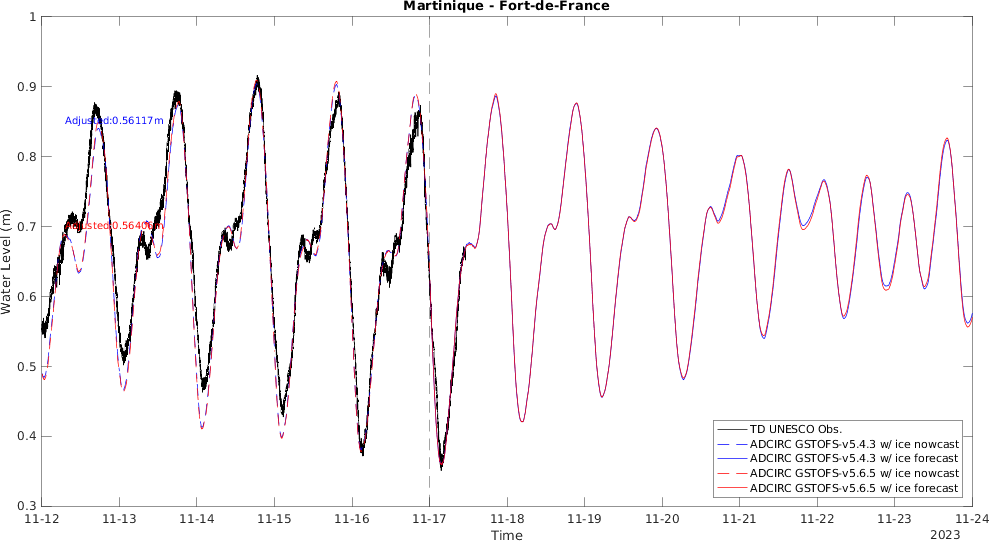 Martinique - Fort-de-France
Water Level (m)
1
0.9
0.8
0.7
0.6
0.5
0.4
0.3
Adjusted:0.56117m
Adjusted:0.56406m
TD UNESCO Obs.
ADCIRC GSTOFS-v5.4.3 w/ ice nowcast
ADCIRC GSTOFS-v5.4.3 w/ ice forecast
ADCIRC GSTOFS-v5.6.5 w/ ice nowcast
ADCIRC GSTOFS-v5.6.5 w/ ice forecast
11-12 11-13 11-14 11-15 11-16 11-17 11-18 11-19 11-20 11-21 11-22 11-23 11-24
Time
2023